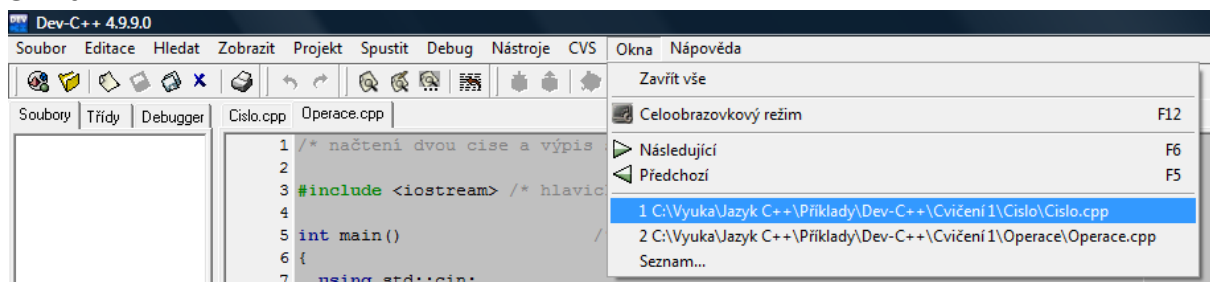 Dev-C++ 4.9.9.0
Soubor Editace Hledat Zobrazit Projekt Spustit Debug Nástroje CVS Okna Nápověda
Zavřít vše
Celoobrazovkový režim F12
Následující F6
Předchozí F5
1 C:\Vyuka\Jazyk C++\Příklady\Dev-C++\Cvičení 1\Cislo\Cislo.cpp
2 C:\Vyuka\Jazyk C++\Příklady\Dev-C++\Cvičení 1\Operace\Operace.cpp
Seznam...
Soubory Třídy Debugger Cislo.cpp Operace.cpp
1 /* načtení dvou cise a výpis
2
3 #include <iostream> /* hlavic
4
5 int main() /
6 {
7 using std::cin;